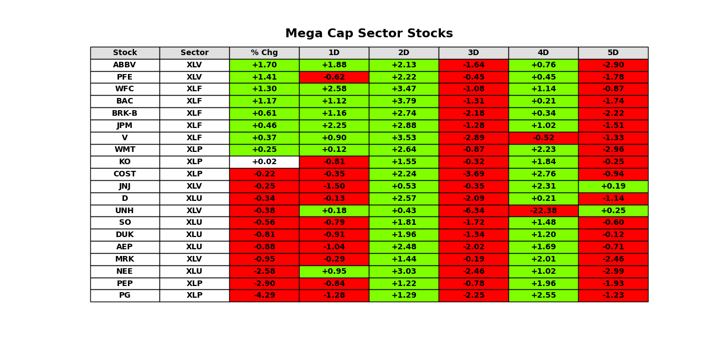 Mega Cap Sector Stocks
Stock Sector % Chg 1D 2D 3D 4D 5D
ABBV XLV +1.70 +1.88 +2.13 -1.64 +0.76 -2.90
PFE XLV +1.41 -0.62 +2.22 -0.45 +0.45 -1.78
WFC XLF +1.30 +2.58 +3.47 -1.08 +1.14 -0.87
BAC XLF +1.17 +1.12 +3.79 -1.31 +0.21 -1.74
BRK-B XLF +0.61 +1.16 +2.74 -2.18 +0.34 -2.22
JPM XLF +0.46 +2.25 +2.88 -1.28 +1.02 -1.51
V XLF +0.37 +0.90 +3.53 -2.89 -0.52 -1.33
WMT XLP +0.25 +0.12 +2.64 -0.87 +2.23 -2.96
KO XLP +0.02 -0.81 +1.55 -0.32 +1.84 -0.25
COST XLP -0.22 -0.35 +2.24 -3.69 +2.76 -0.94
JNJ XLV -0.25 -1.50 +0.53 -0.35 +2.31 +0.19
D XLU -0.34 -0.13 +2.57 -2.09 +0.21 -1.14
UNH XLV -0.38 +0.18 +0.43 -6.34 -22.38 +0.25
SO XLU -0.56 -0.79 +1.81 -1.72 +1.48 -0.60
DUK XLU -0.81 -0.91 +1.96 -1.34 +1.20 -0.12
AEP XLU -0.88 -1.04 +2.48 -2.02 +1.69 -0.71
MRK XLV -0.95 -0.29 +1.44 -0.19 +2.01 -2.46
NEE XLU -2.58 +0.95 +3.03 -2.46 +1.02 -2.99
PEP XLP -2.90 -0.84 +1.22 -0.78 +1.96 -1.93
PG XLP -4.29 -1.28 +1.29 -2.25 +2.55 -1.23